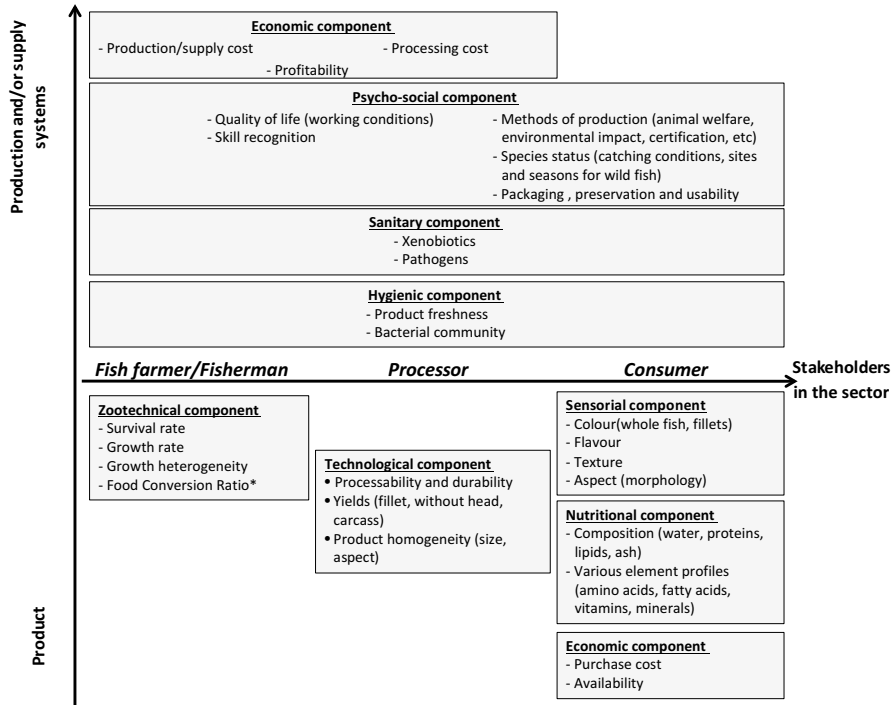 Production and/or supply
systems
Economic component
- Production/supply cost
- Processing cost
- Profitability
Psycho-social component
- Quality of life (working conditions)
- Skill recognition
- Methods of production (animal welfare,
environmental impact, certification, etc)
- Species status (catching conditions, sites
and seasons for wild fish)
- Packaging , preservation and usability
Sanitary component
- Xenobiotics
- Pathogens
Hygienic component
- Product freshness
- Bacterial community
Fish farmer/Fisherman
Processor
Consumer
Stakeholders
in the sector
Product
Zootechnical component
- Survival rate
- Growth rate
- Growth heterogeneity
- Food Conversion Ratio*
Technological component
• Processability and durability
• Yields (fillet, without head,
carcass)
• Product homogeneity (size,
aspect)
Sensorial component
- Colour(whole fish, fillets)
- Flavour
- Texture
- Aspect (morphology)
Nutritional component
- Composition (water, proteins,
lipids, ash)
- Various element profiles
(amino acids, fatty acids,
vitamins, minerals)
Economic component
- Purchase cost
- Availability